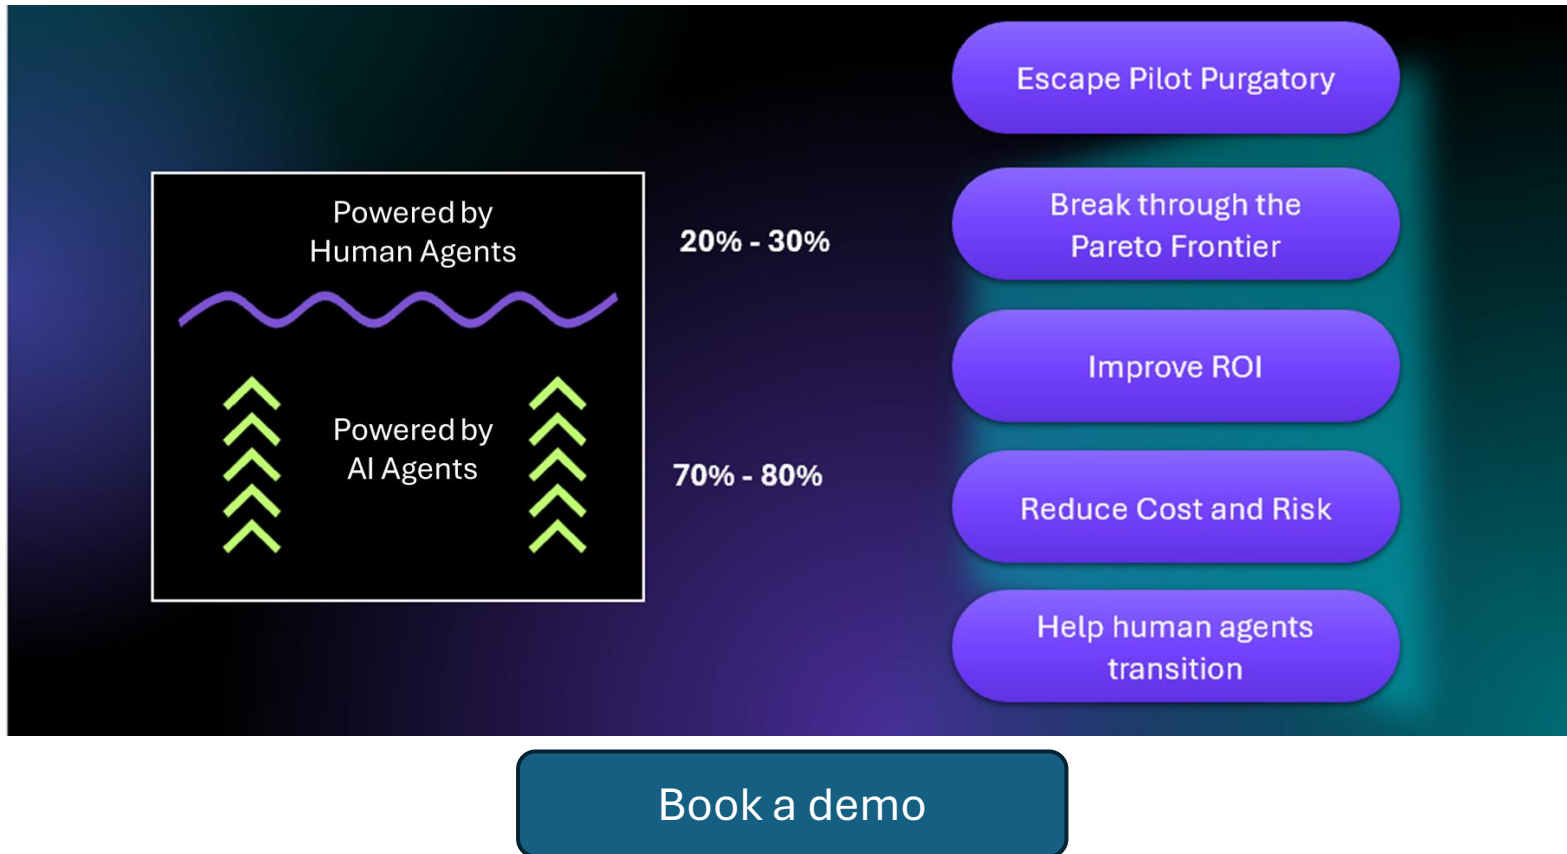 Powered by
Human Agents
20% - 30%
Powered by
AI Agents
70% - 80%
Escape Pilot Purgatory
Break through the
Pareto Frontier
Improve ROI
Reduce Cost and Risk
Help human agents
transition
Book a demo